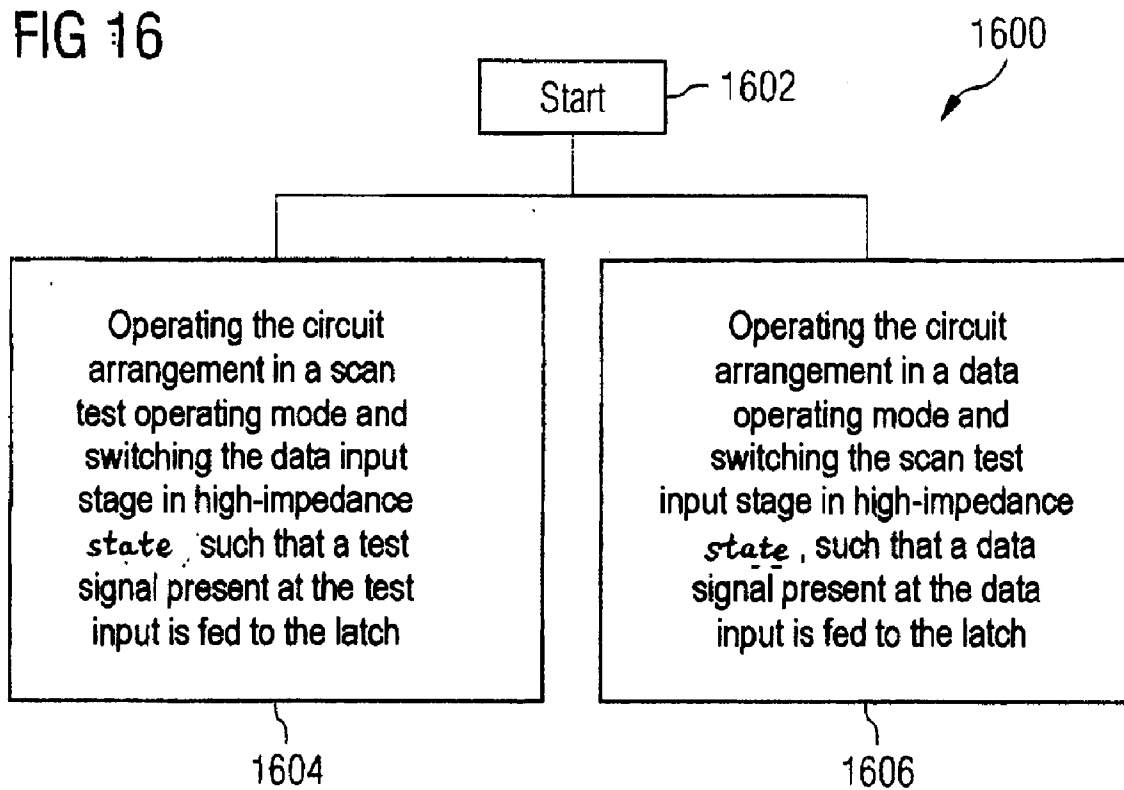 FIG 16
1600
Start
1602
Operating the circuit
arrangement in a scan
test operating mode and
switching the data input
stage in high-impedance
state, such that a test
signal present at the test
input is fed to the latch
1604
Operating the circuit
arrangement in a data
operating mode and
switching the scan test
input stage in high-impedance
state, such that a data
signal present at the data
input is fed to the latch
1606